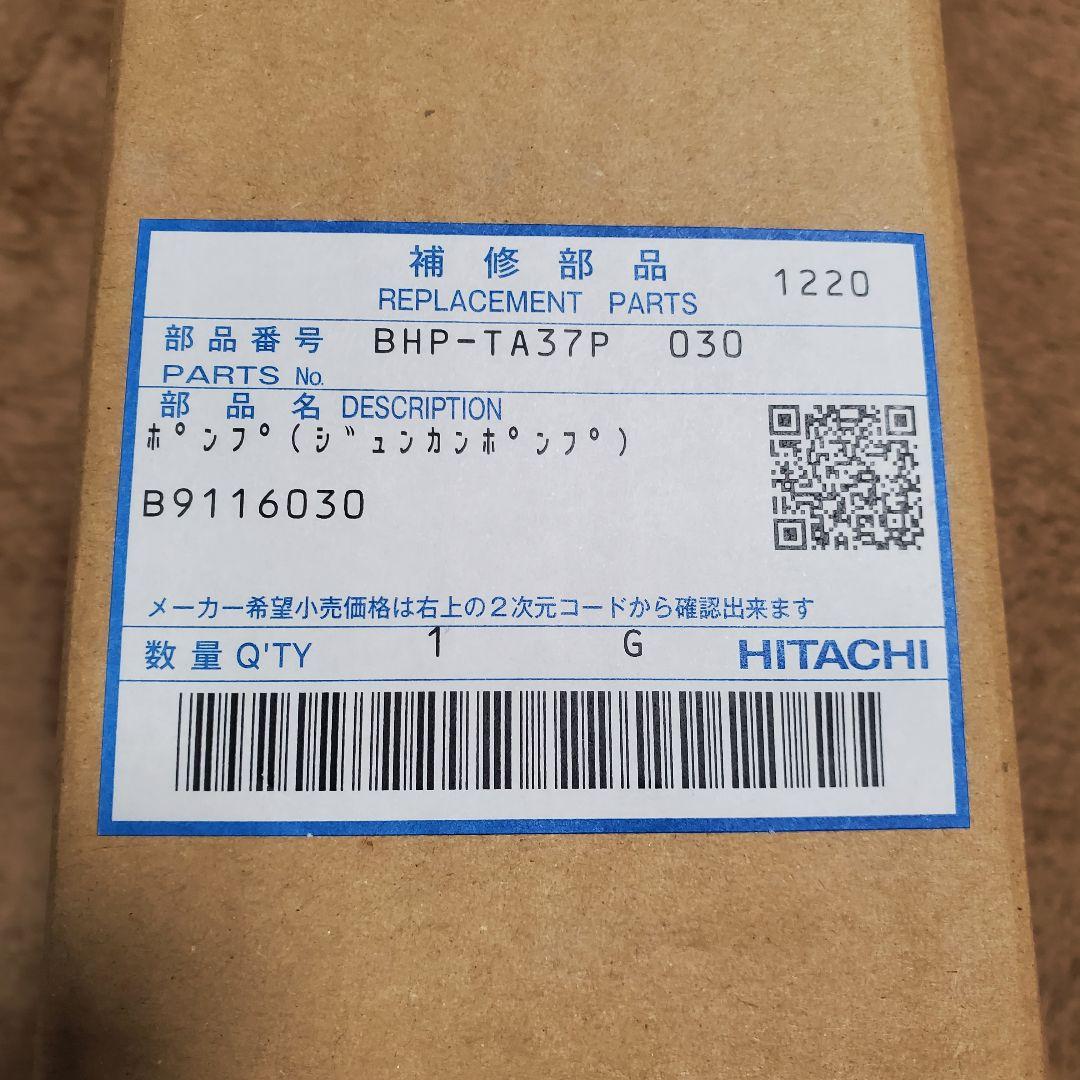 補修部品
REPLACEMENT PARTS 1220
部品番号 BHP-TA37P 030
PARTS No.
部品名 DESCRIPTION
ﾎﾟﾝﾌﾟ(ｼﾞｭﾝｶﾝﾎﾟﾝﾌﾟ)
B9116030
メーカー希望小売価格は右上の2次元コードから確認出来ます
数量 Q'TY 1 G HITACHI